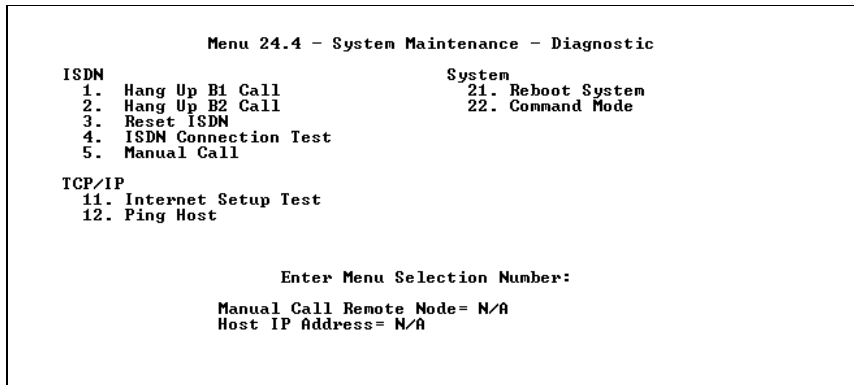 Menu 24.4 - System Maintenance - Diagnostic
ISDN
1. Hang Up B1 Call
2. Hang Up B2 Call
3. Reset ISDN
4. ISDN Connection Test
5. Manual Call
System
21. Reboot System
22. Command Mode
TCP/IP
11. Internet Setup Test
12. Ping Host
Enter Menu Selection Number:
Manual Call Remote Node= N/A
Host IP Address= N/A